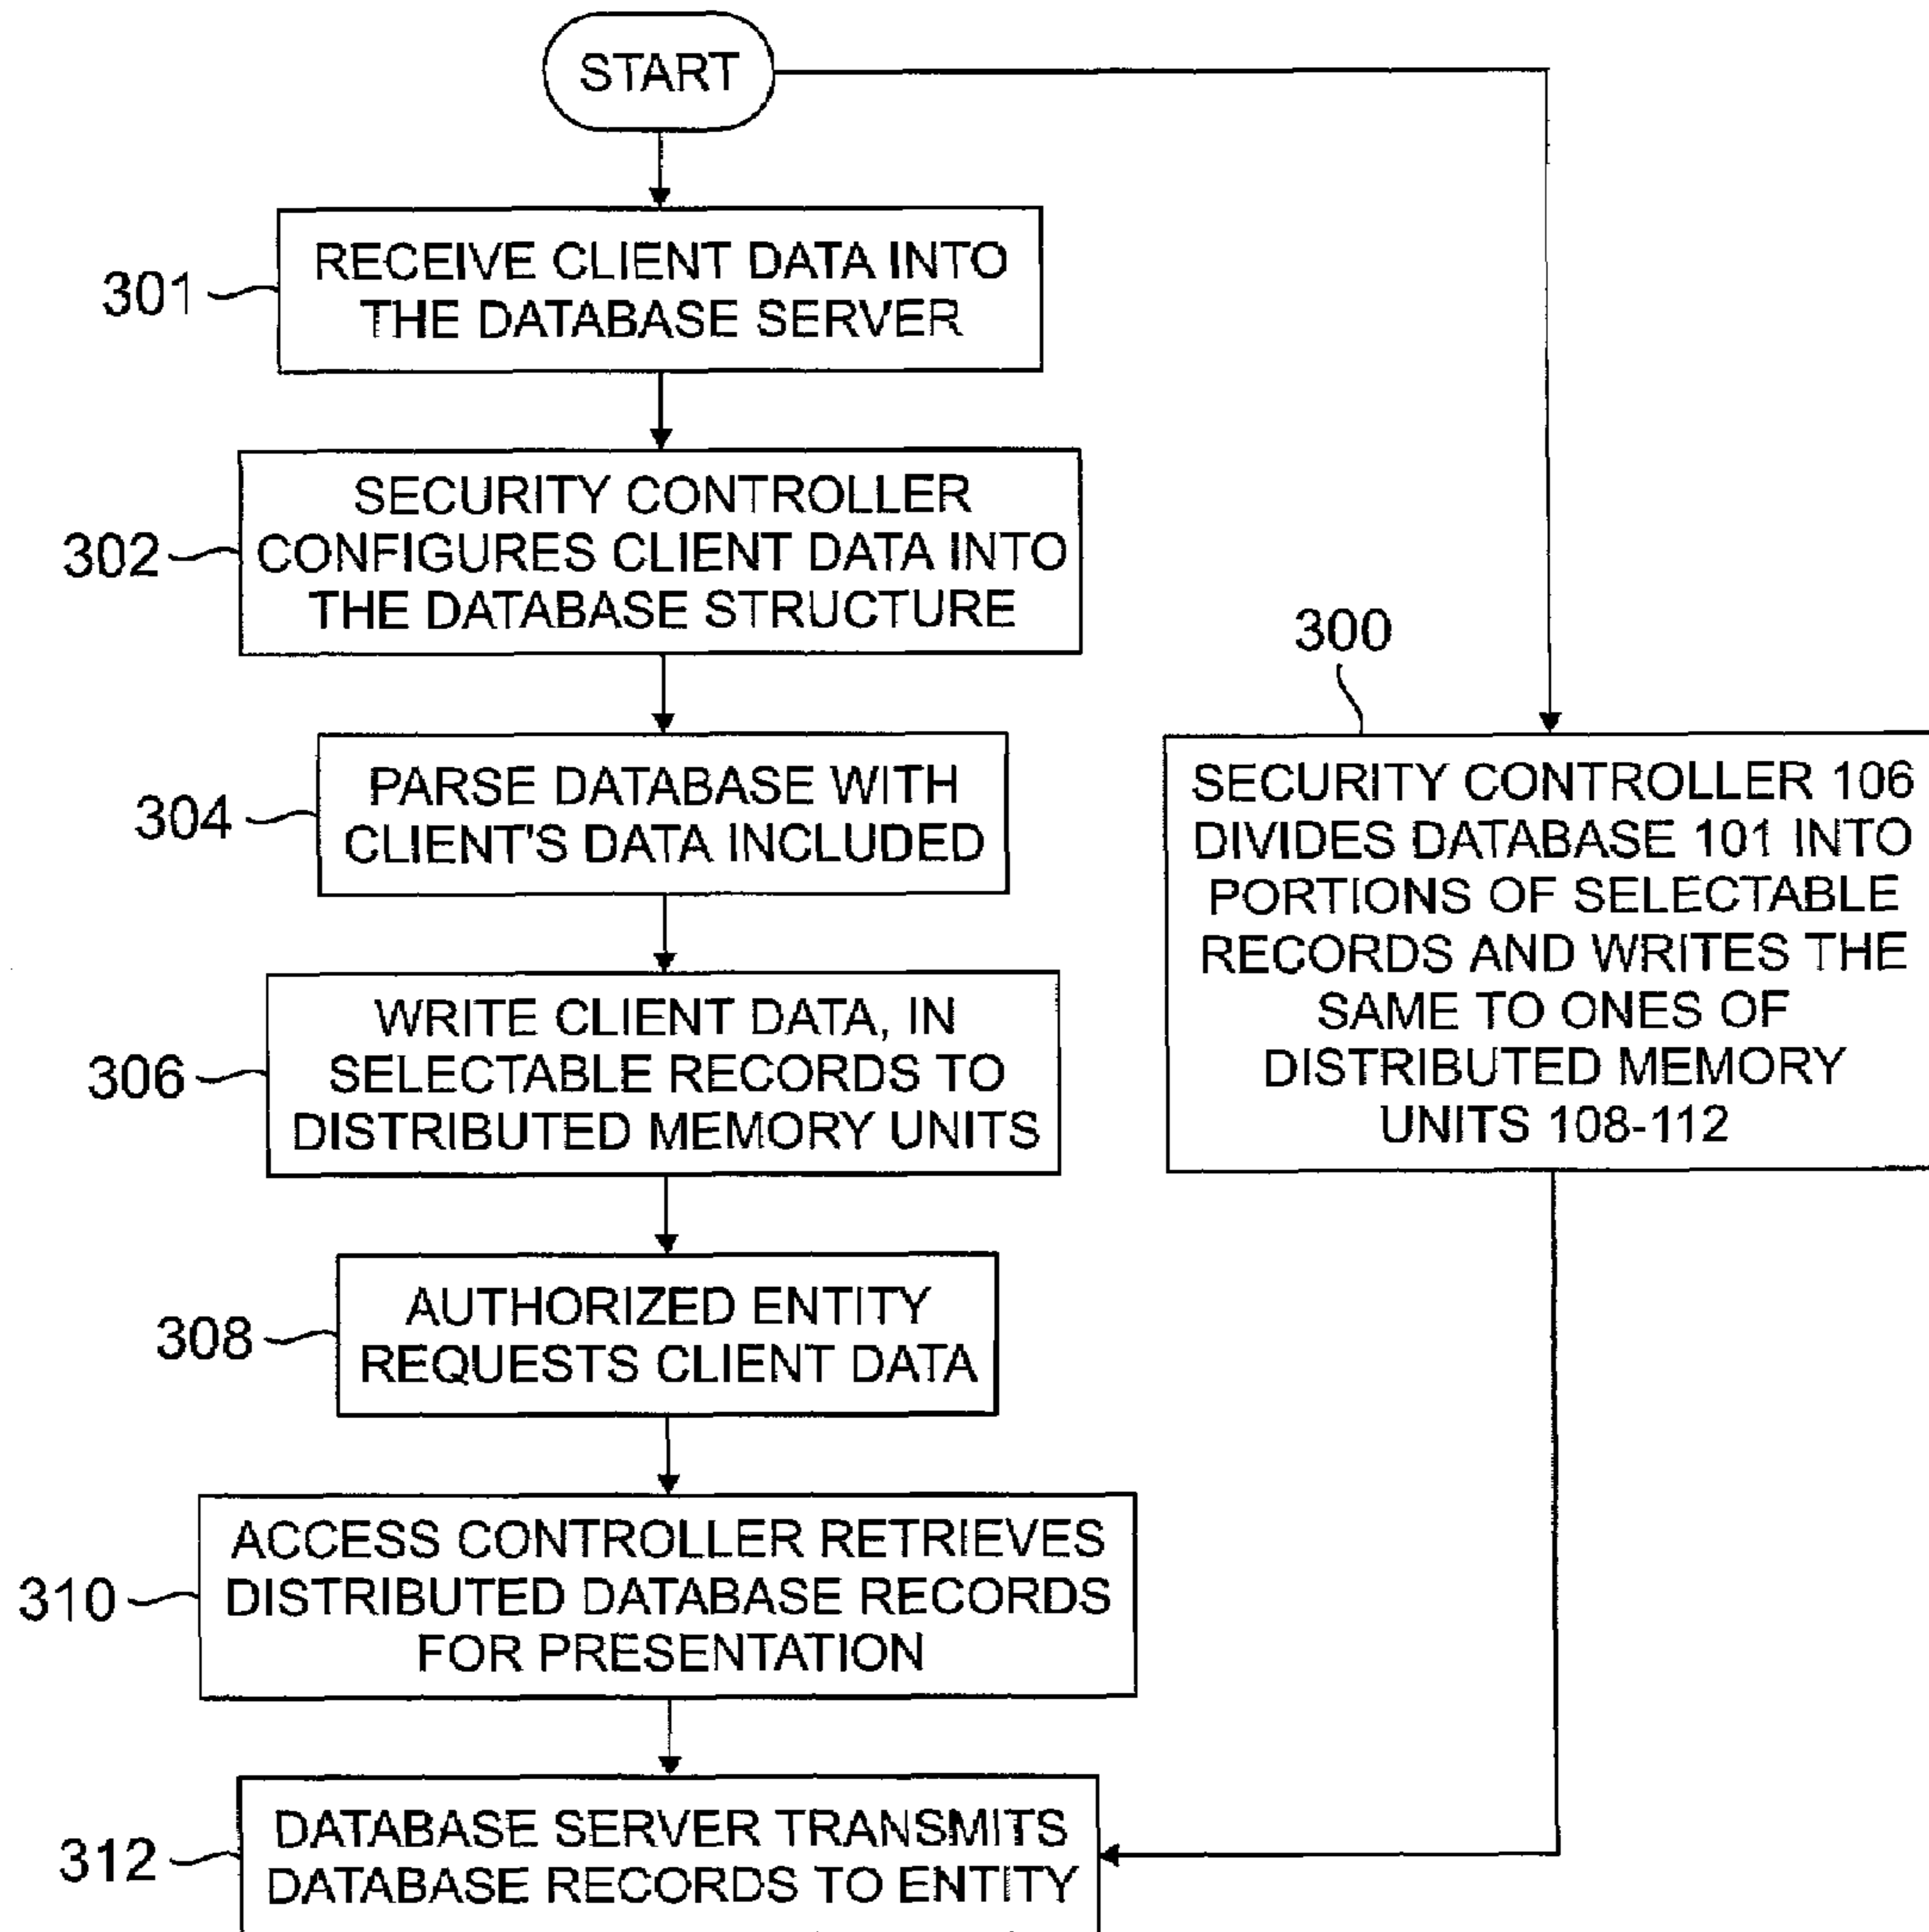 START
301
RECEIVE CLIENT DATA INTO
THE DATABASE SERVER
302
SECURITY CONTROLLER
CONFIGURES CLIENT DATA INTO
THE DATABASE STRUCTURE
304
PARSE DATABASE WITH
CLIENT'S DATA INCLUDED
306
WRITE CLIENT DATA, IN
SELECTABLE RECORDS TO
DISTRIBUTED MEMORY UNITS
308
AUTHORIZED ENTITY
REQUESTS CLIENT DATA
310
ACCESS CONTROLLER RETRIEVES
DISTRIBUTED DATABASE RECORDS
FOR PRESENTATION
312
DATABASE SERVER TRANSMITS
DATABASE RECORDS TO ENTITY
300
SECURITY CONTROLLER 106
DIVIDES DATABASE 101 INTO
PORTIONS OF SELECTABLE
RECORDS AND WRITES THE
SAME TO ONES OF
DISTRIBUTED MEMORY
UNITS 108-112